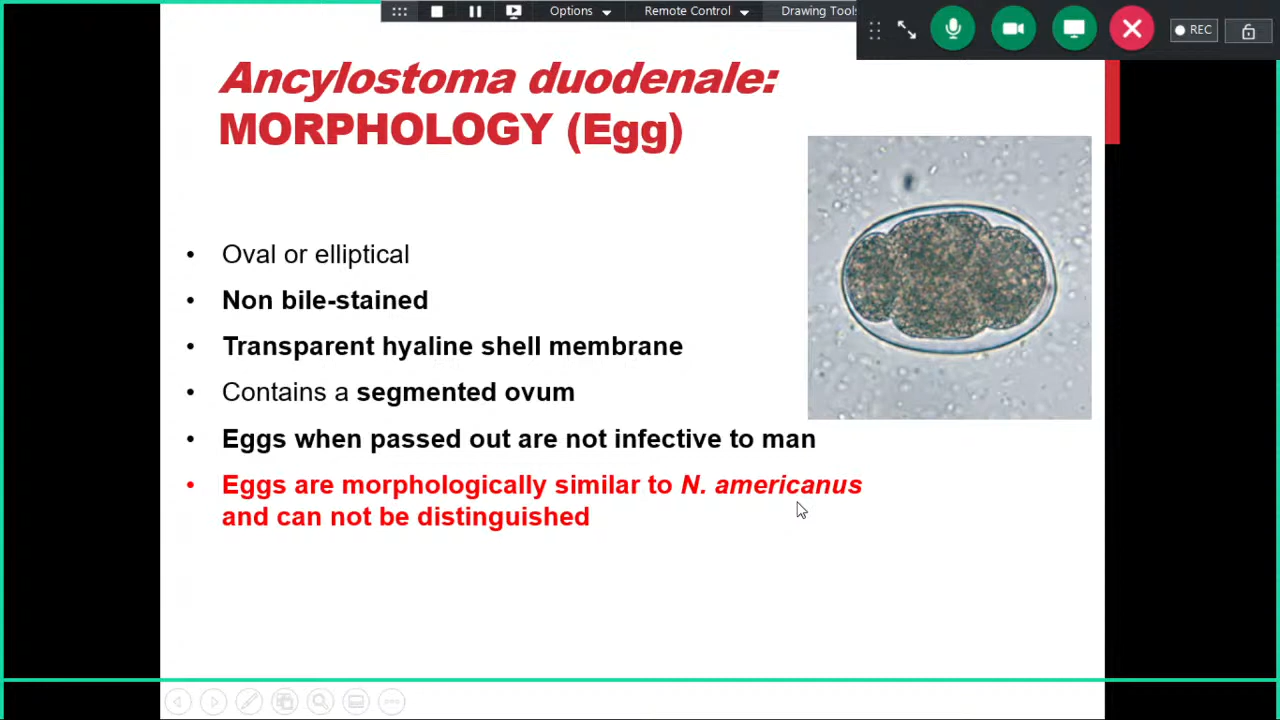 Options
Remote Control
Drawing Tools
REC
Ancylostoma duodenale:
MORPHOLOGY (Egg)
• Oval or elliptical
• Non bile-stained
• Transparent hyaline shell membrane
• Contains a segmented ovum
• Eggs when passed out are not infective to man
• Eggs are morphologically similar to N. americanus
and can not be distinguished